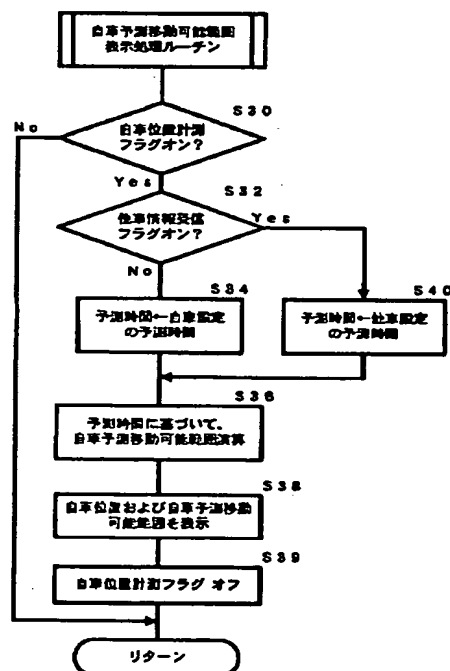 自車予測移動可能範囲
表示処理ルーチン
S30
No
自車位置計測
フラグオン?
Yes
S32
他車情報受信
フラグオン?
Yes
No
S34
S40
予測時間←自車設定
の予測時間
予測時間←他車設定
の予測時間
S36
予測時間に基づいて、
自車予測移動可能範囲演算
S38
自車位置および自車予測移動
可能範囲を表示
S39
自車位置計測フラグ オフ
リターン